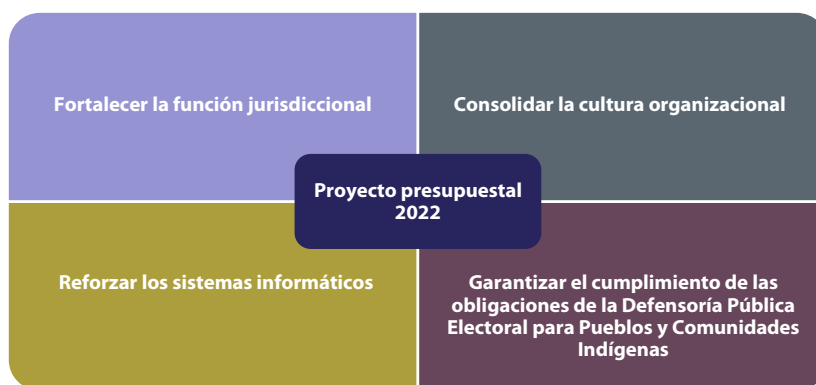 Fortalecer la función jurisdiccional
Consolidar la cultura organizacional
Proyecto presupuestal
2022
Reforzar los sistemas informáticos
Garantizar el cumplimiento de las
obligaciones de la Defensoría Pública
Electoral para Pueblos y Comunidades
Indígenas